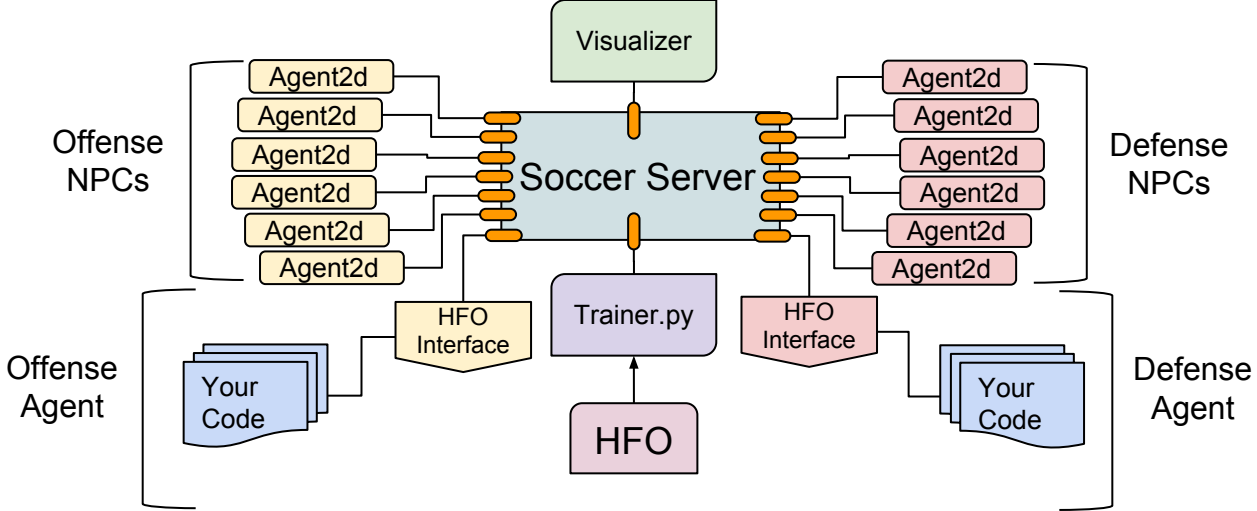 Visualizer
Agent2d
Agent2d
Agent2d
Agent2d
Agent2d
Agent2d
Offense
NPCs
Soccer Server
Agent2d
Agent2d
Agent2d
Agent2d
Agent2d
Agent2d
Defense
NPCs
Offense
Agent
Your
Code
HFO
Interface
Trainer.py
HFO
HFO
Interface
Your
Code
Defense
Agent